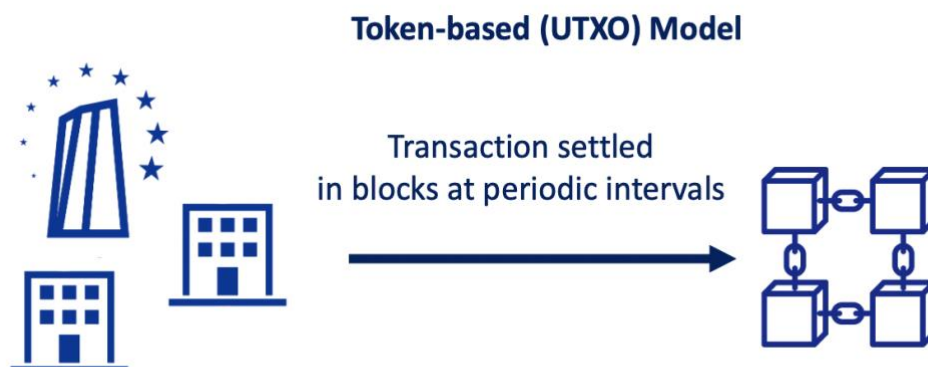 Token-based (UTXO) Model
Transaction settled
in blocks at periodic intervals